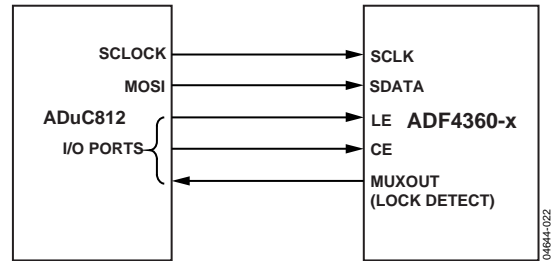 SCLOCK
MOSI
ADuC812
I/O PORTS
SCLK
SDATA
LE
ADF4360-x
CE
MUXOUT
(LOCK DETECT)
04644-022